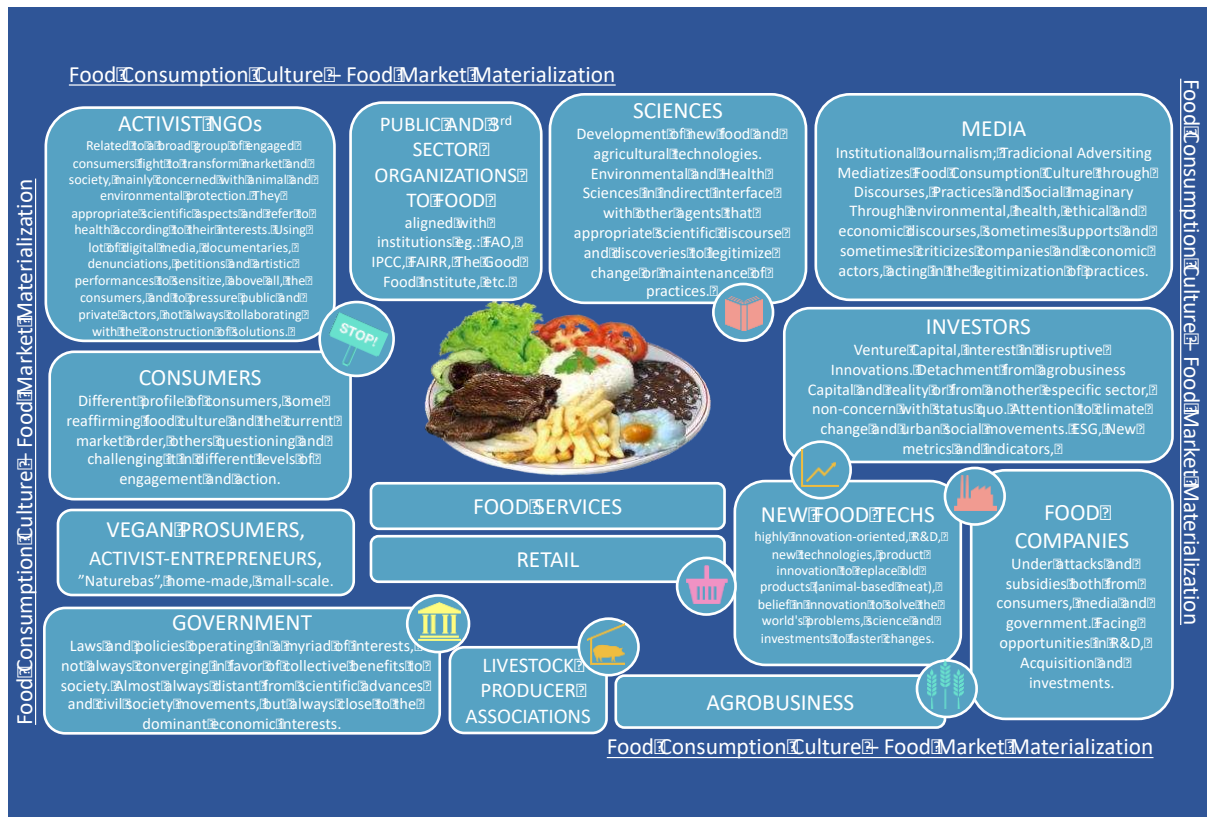 Food Consumption Culture – Food Market Materialization
Food Consumption Culture – Food Market Materialization
Food Consumption Culture – Food Market Materialization
ACTIVIST NGOs
Related to a broad group of engaged
consumers fight to transform market and
society, mainly concerned with animal and
environmental protection. They
appropriate scientific aspects and refer to
health according to their interests. Using
lot of digital media, documentaries,
denunciations, petitions and artistic
performances to sensitize, above all, the
consumers, and to pressure public and
private actors, not always collaborating
with the construction of solutions.
STOP!
PUBLIC AND 3rd
SECTOR
ORGANIZATIONS
TO FOOD
aligned with
institutions eg.: FAO,
IPCC, FAIRR, The Good
Food Institute, etc.
SCIENCES
Development of new food and
agricultural technologies.
Environmental and Health
Sciences in indirect interface
with other agents that
appropriate scientific discourse
and discoveries to legitimize
change or maintenance of
practices.
MEDIA
Institutional Journalism; Tradicional Adversiting
Mediatizes Food Consumption Culture through
Discourses, Practices and Social Imaginary
Through environmental, health, ethical and
economic discourses, sometimes supports and
sometimes criticizes companies and economic
actors, acting in the legitimization of practices.
INVESTORS
Venture Capital, interest in disruptive
Innovations. Detachment from agrobusiness
Capital and reality or from another especific sector,
non-concern with status quo. Attention to climate
change and urban social movements. ESG, New
metrics and indicators,
CONSUMERS
Different profile of consumers, some
reaffirming food culture and the current
market order, others questioning and
challenging it in different levels of
engagement and action.
VEGAN PROSUMERS,
ACTIVIST-ENTREPRENEURS,
”Naturebas”, home-made, small-scale.
FOOD SERVICES
RETAIL
NEW FOOD TECHS
highly innovation-oriented, R&D,
new technologies, product
innovation to replace old
products (animal-based meat),
belief in innovation to solve the
world's problems, science and
investments to faster changes.
FOOD
COMPANIES
Under attacks and
subsidies both from
consumers, media and
government. Facing
opportunities in R&D,
Acquisition and
investments.
GOVERNMENT
Laws and policies operating in a myriad of interests,
not always converging in favor of collective benefits to
society. Almost always distant from scientific advances
and civil society movements, but always close to the
dominant economic interests.
LIVESTOCK
PRODUCER
ASSOCIATIONS
AGROBUSINESS
Food Consumption Culture – Food Market Materialization